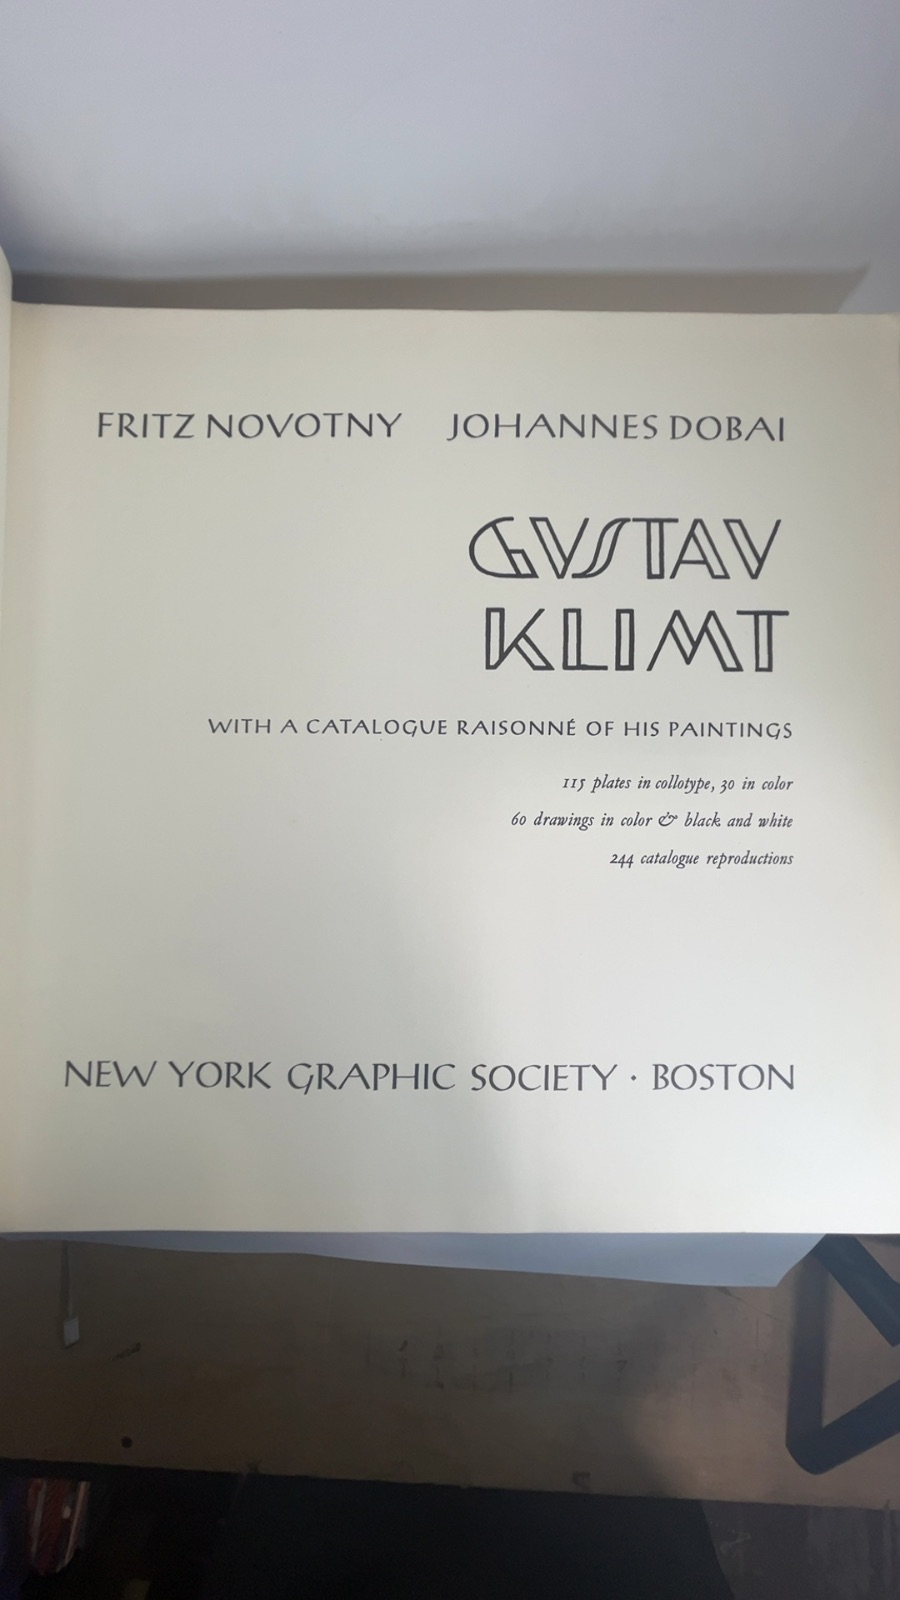 FRITZ NOVOTNY JOHANNES DOBAI
GVSTAV
KLIMT
WITH A CATALOGUE RAISONNÉ OF HIS PAINTINGS
115 plates in collotype, 30 in color
60 drawings in color & black and white
244 catalogue reproductions
NEW YORK GRAPHIC SOCIETY · BOSTON